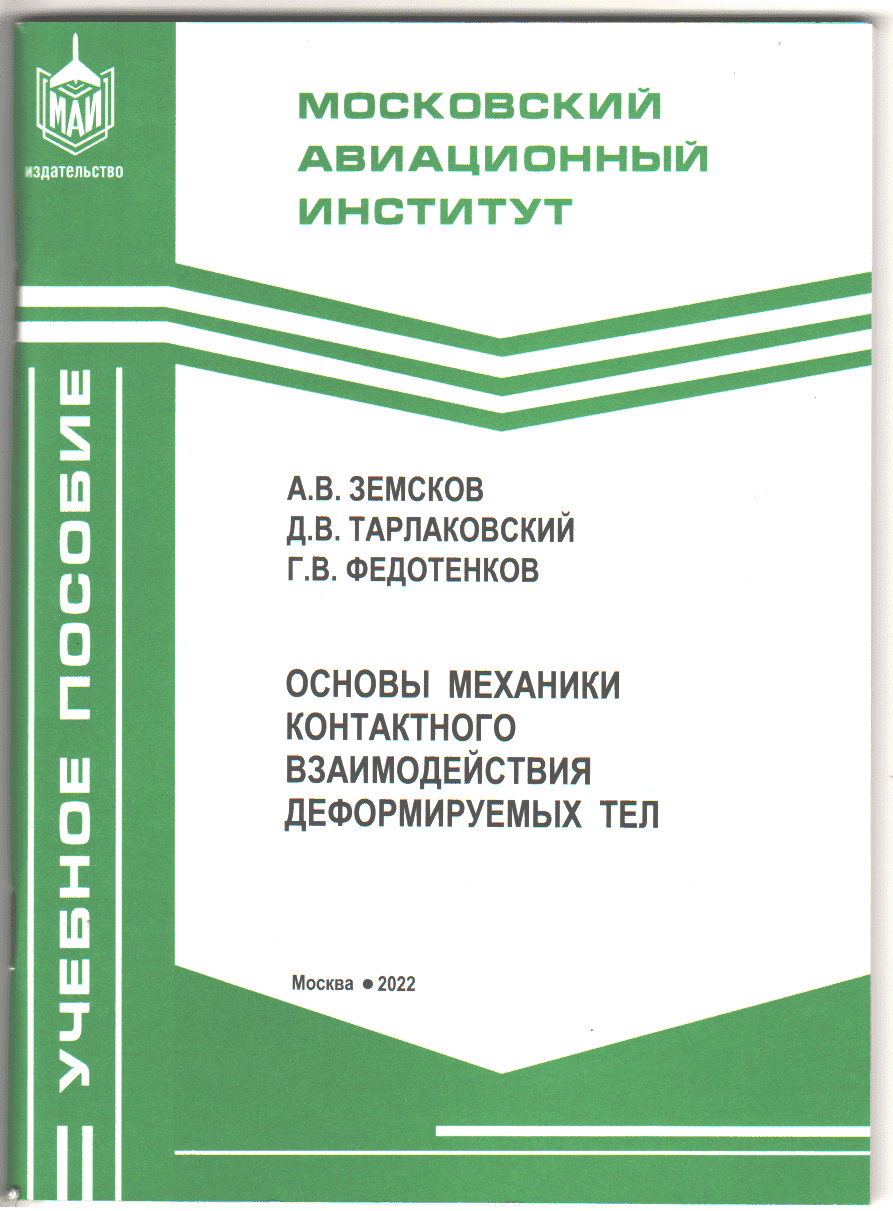 МАИ
издательство
МОСКОВСКИЙ
АВИАЦИОННЫЙ
ИНСТИТУТ
УЧЕБНОЕ ПОСОБИЕ
А.В. ЗЕМСКОВ
Д.В. ТАРЛАКОВСКИЙ
Г.В. ФЕДОТЕНКОВ
ОСНОВЫ МЕХАНИКИ
КОНТАКТНОГО
ВЗАИМОДЕЙСТВИЯ
ДЕФОРМИРУЕМЫХ ТЕЛ
Москва ● 2022